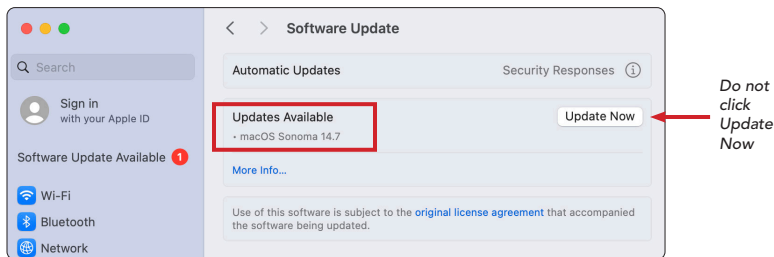 Software Update
Search
Automatic Updates
Security Responses
Sign in
with your Apple ID
Updates Available
Update Now
• macOS Sonoma 14.7
Software Update Available 1
More Info...
Wi-Fi
Bluetooth
Network
Use of this software is subject to the original license agreement that accompanied
the software being updated.
Do not
click
Update
Now